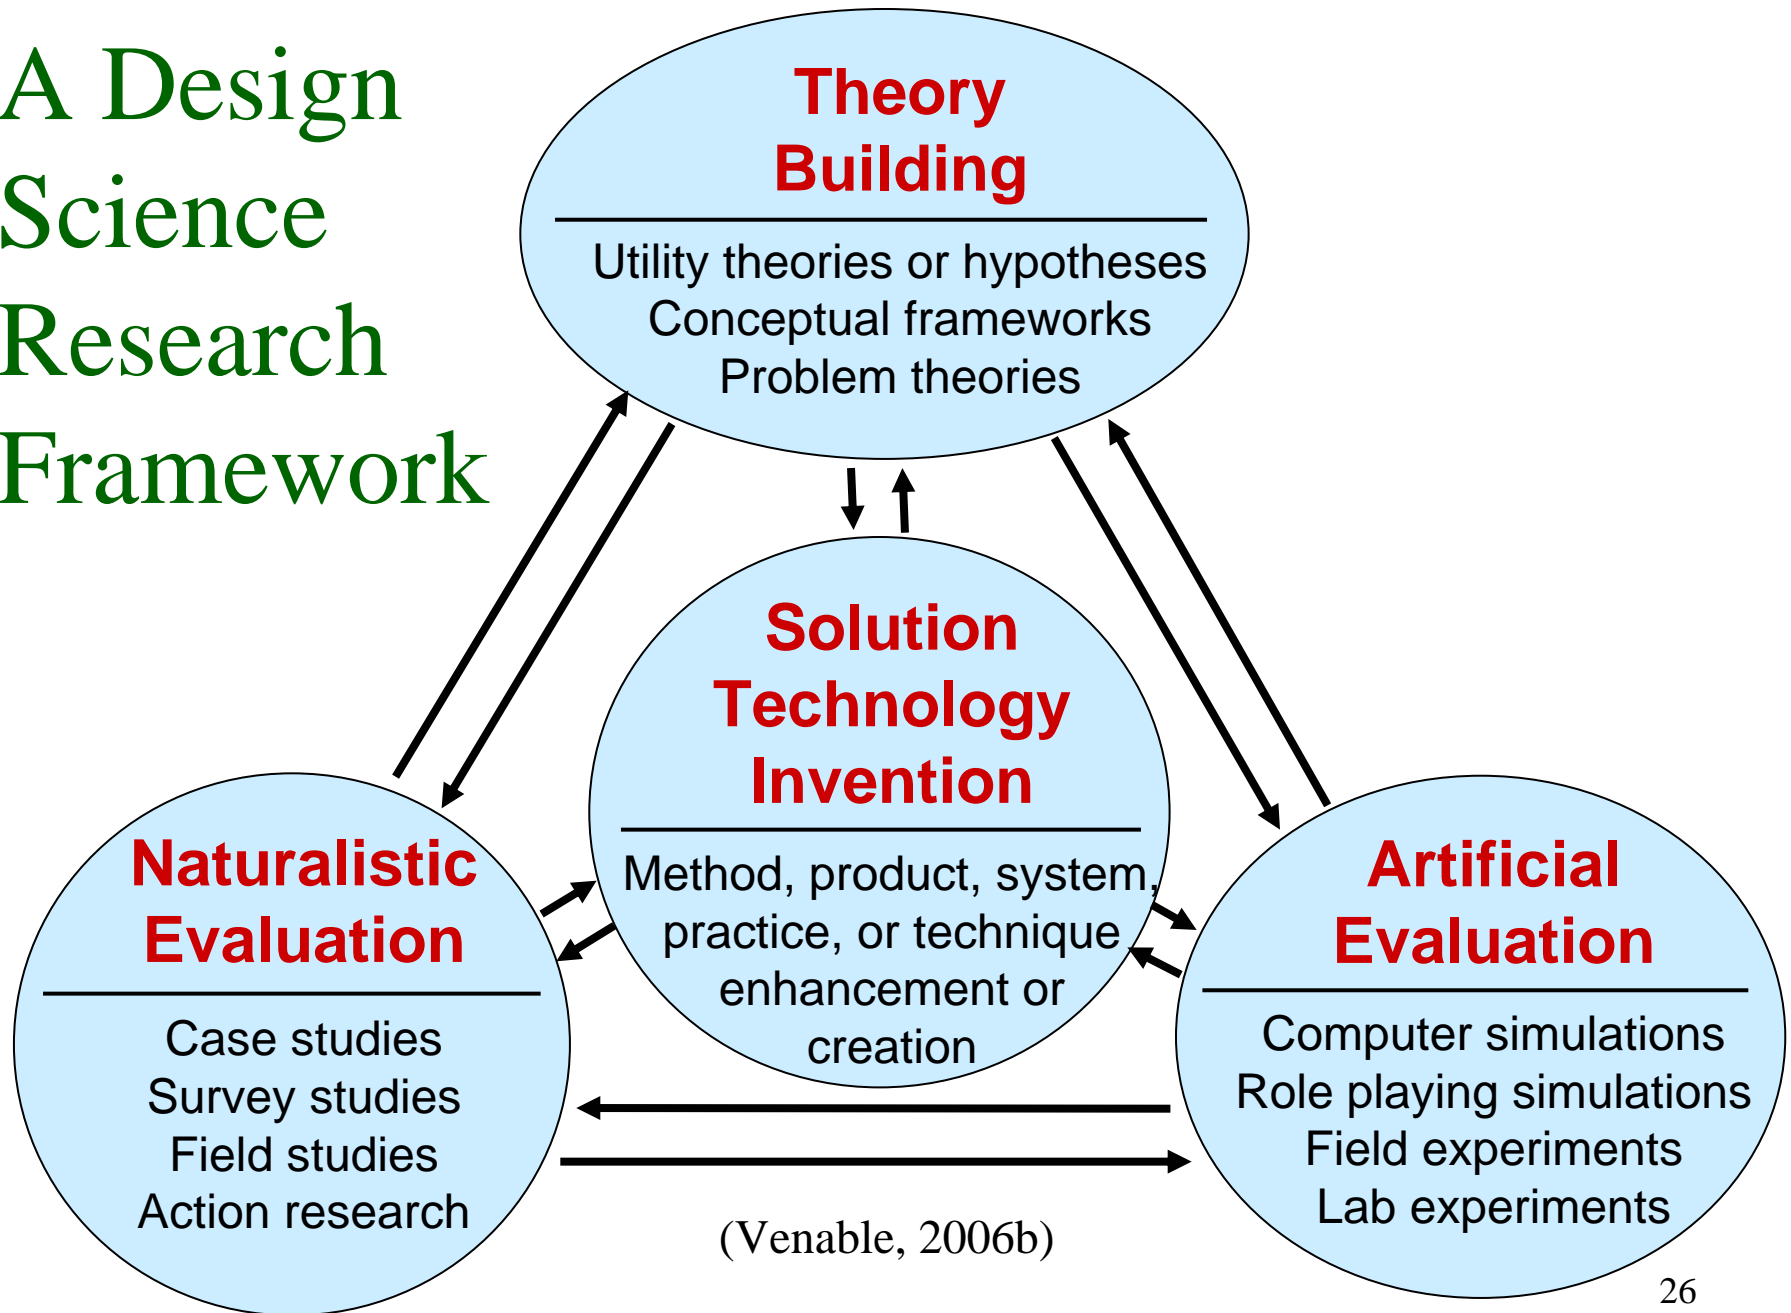 A Design
Science
Research
Framework
Theory
Building
Utility theories or hypotheses
Conceptual frameworks
Problem theories
Solution
Technology
Invention
Method, product, system,
practice, or technique
enhancement or
creation
Naturalistic
Evaluation
Case studies
Survey studies
Field studies
Action research
Artificial
Evaluation
Computer simulations
Role playing simulations
Field experiments
Lab experiments
(Venable, 2006b)
26